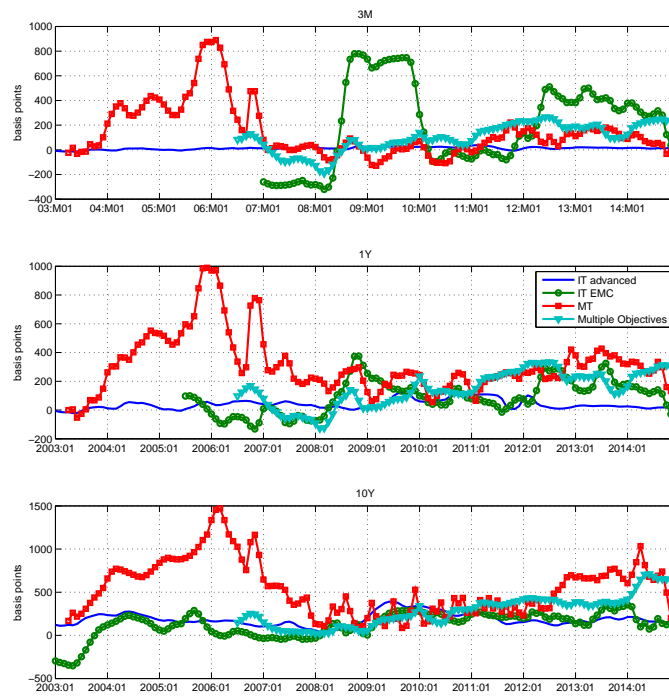 3M
1000
800
600
400
200
0
−200
−400
basis points
03:M01 04:M01 05:M01 06:M01 07:M01 08:M01 09:M01 10:M01 11:M01 12:M01 13:M01 14:M01
1Y
1000
800
600
400
200
0
−200
basis points
IT advanced
IT EMC
MT
Multiple Objectives
2003:01 2004:01 2005:01 2006:01 2007:01 2008:01 2009:01 2010:01 2011:01 2012:01 2013:01 2014:01
10Y
1500
1000
500
0
−500
basis points
2003:01 2004:01 2005:01 2006:01 2007:01 2008:01 2009:01 2010:01 2011:01 2012:01 2013:01 2014:01